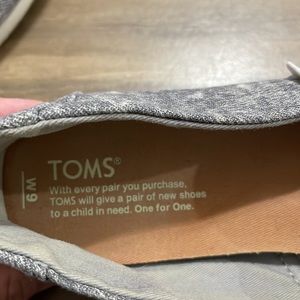 TOMS®
W9
With every pair you purchase,
TOMS will give a pair of new shoes
to a child in need. One for One.